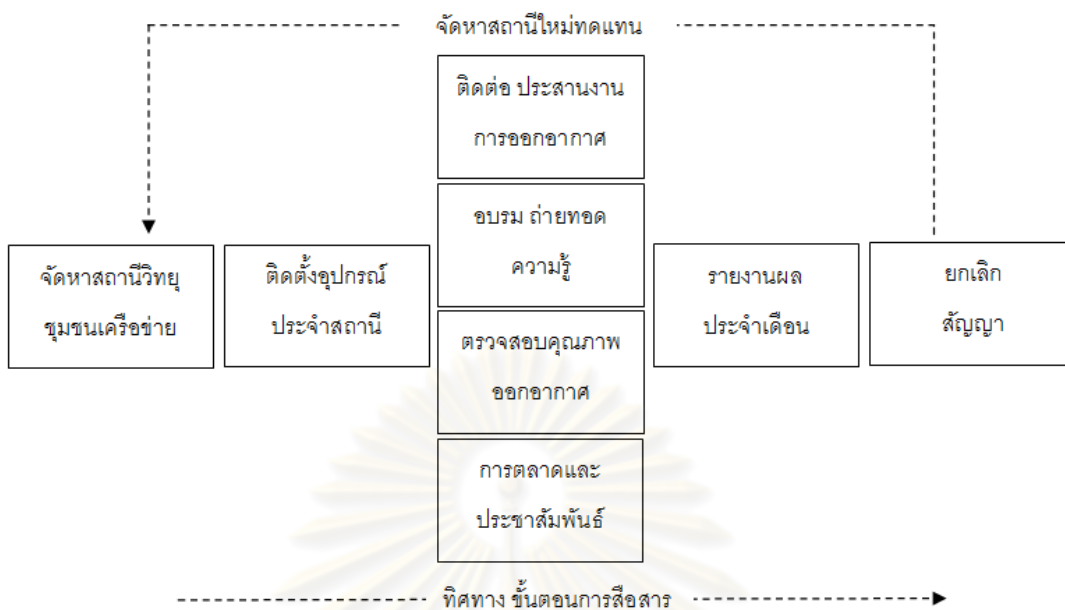 จัดหาสถานีใหม่ทดแทน
ติดต่อ ประสานงาน
การออกอากาศ
อบรม ถ่ายทอด
ความรู้
จัดหาสถานีวิทยุ
ชุมชนเครือข่าย
ติดตั้งอุปกรณ์
ประจำสถานี
รายงานผล
ประจำเดือน
ยกเลิก
สัญญา
ตรวจสอบคุณภาพ
ออกอากาศ
การตลาดและ
ประชาสัมพันธ์
ทิศทาง ขั้นตอนการสื่อสาร